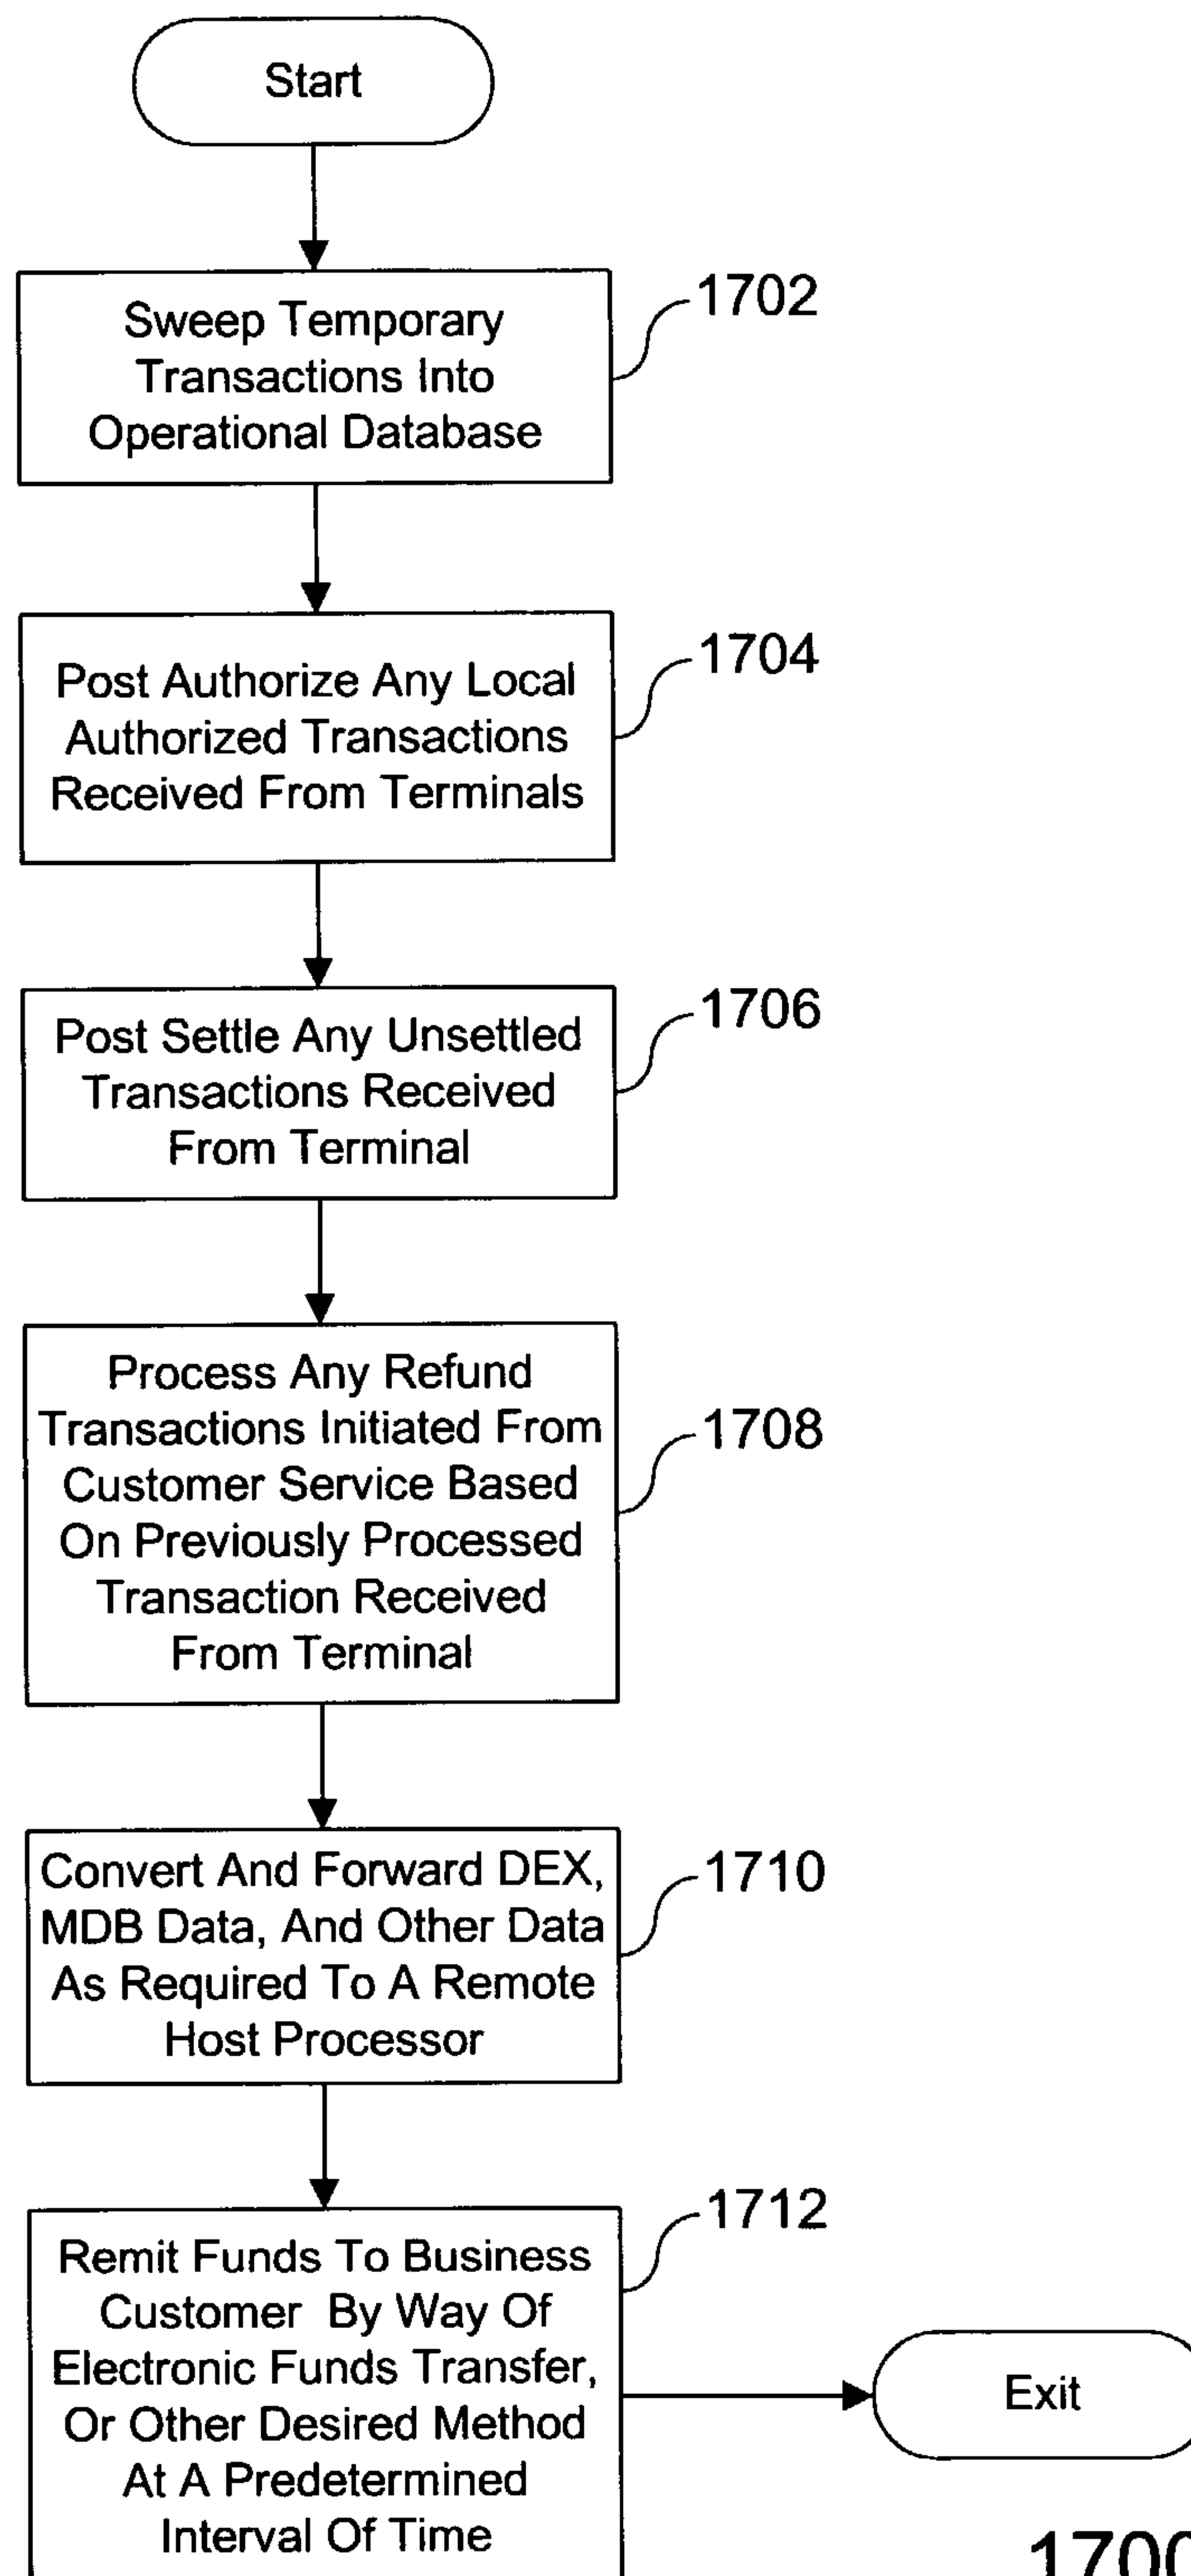 Start
1702
Sweep Temporary
Transactions Into
Operational Database
1704
Post Authorize Any Local
Authorized Transactions
Received From Terminals
1706
Post Settle Any Unsettled
Transactions Received
From Terminal
1708
Process Any Refund
Transactions Initiated From
Customer Service Based
On Previously Processed
Transaction Received
From Terminal
1710
Convert And Forward DEX,
MDB Data, And Other Data
As Required To A Remote
Host Processor
1712
Remit Funds To Business
Customer By Way Of
Electronic Funds Transfer,
Or Other Desired Method
At A Predetermined
Interval Of Time
Exit
1700